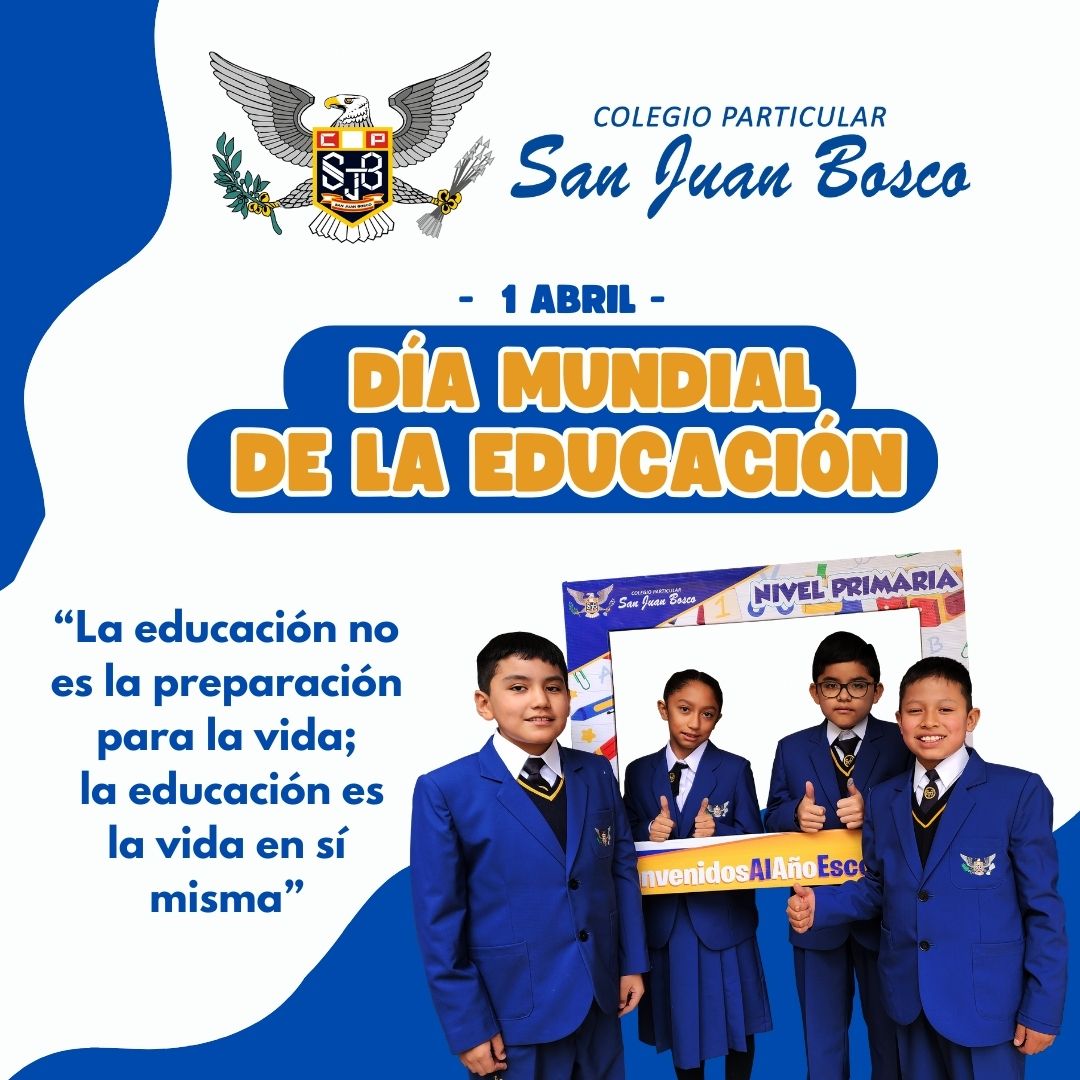 C P
SJB
SAN JUAN BOSCO
COLEGIO PARTICULAR
San Juan Bosco
- 1 ABRIL -
DÍA MUNDIAL
DE LA EDUCACIÓN
“La educación no
es la preparación
para la vida;
la educación es
la vida en sí
misma”
COLEGIO PARTICULAR
San Juan Bosco
NIVEL PRIMARIA
1
A
B
nvenidosAlAñoEsco